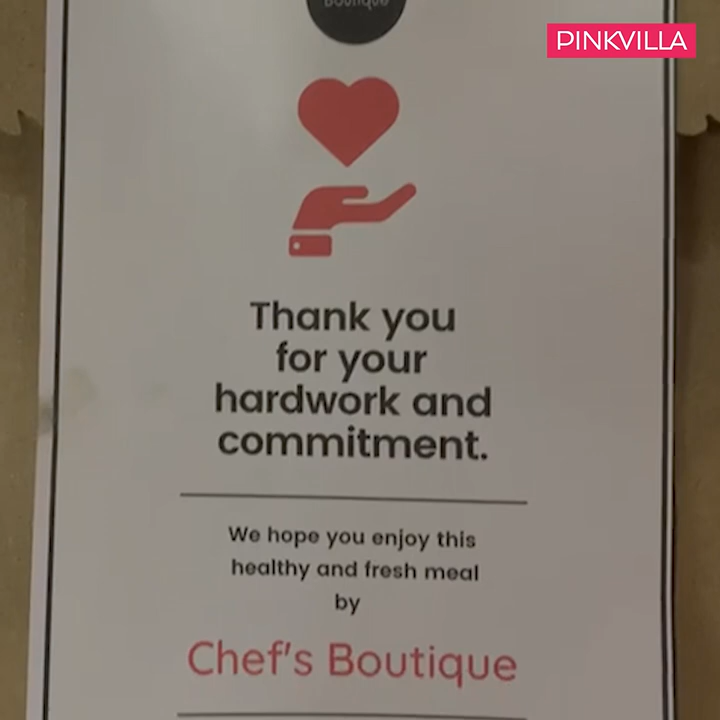 Boutique
PINKVILLA
Thank you
for your
hardwork and
commitment.
We hope you enjoy this
healthy and fresh meal
by
Chef's Boutique